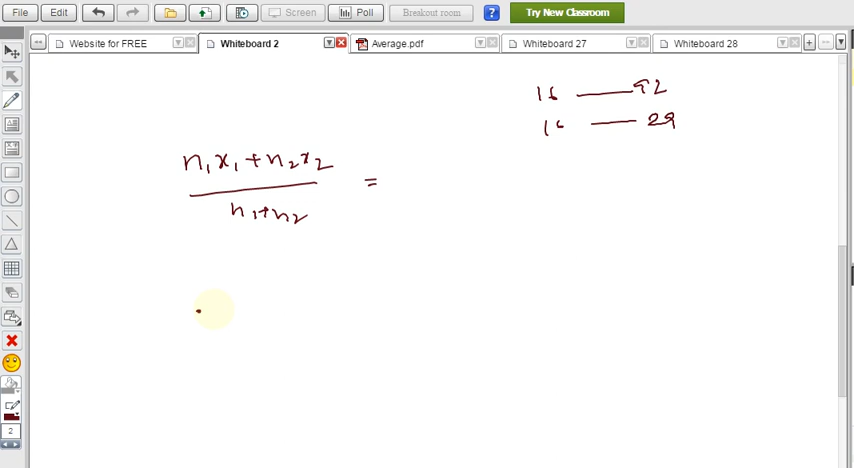 File Edit Screen Poll Breakout room ? Try New Classroom
Website for FREE Whiteboard 2 Average.pdf Whiteboard 27 Whiteboard 28
16 — 92
16 — 29
n₁x₁ + n₂x₂
=
n₁+n₂
2